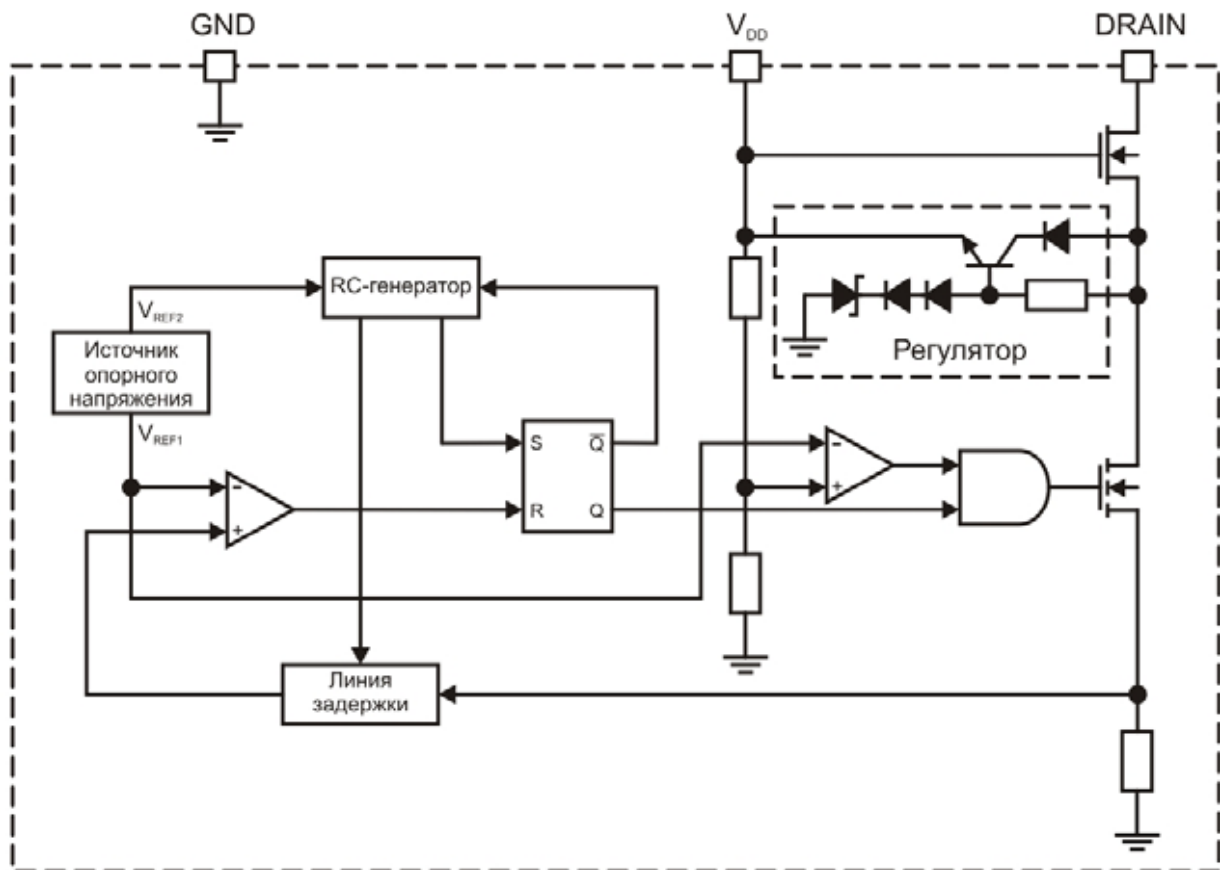 GND
V_DD
DRAIN
RC-генератор
V_REF2
Источник
опорного
напряжения
V_REF1
Регулятор
S
Q̅
-
-
+
+
R
Q
Линия
задержки